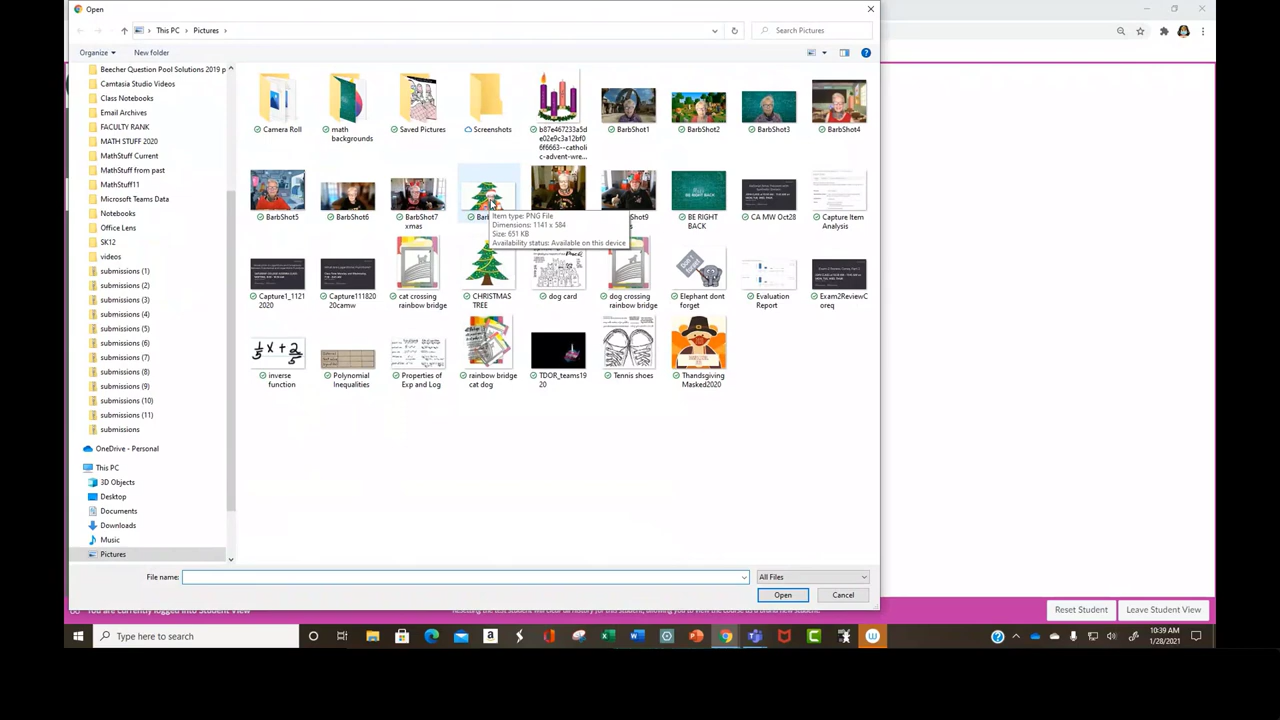 Open
This PC > Pictures >
Search Pictures
Organize
New folder
Beecher Question Pool Solutions 2019 p
Camtasia Studio Videos
Class Notebooks
Email Archives
FACULTY RANK
MATH STUFF 2020
MathStuff Current
MathStuff from past
MathStuff11
Microsoft Teams Data
Notebooks
Office Lens
SK12
videos
submissions (1)
submissions (2)
submissions (3)
submissions (4)
submissions (5)
submissions (6)
submissions (7)
submissions (8)
submissions (9)
submissions (10)
submissions (11)
submissions
OneDrive - Personal
This PC
3D Objects
Desktop
Documents
Downloads
Music
Pictures
Camera Roll
math
backgrounds
Saved Pictures
Screenshots
b87e467233a5d
e02e9c3a12bf0
6f6663--catholi
c-advent-wre...
BarbShot1
BarbShot2
BarbShot3
BarbShot4
BarbShot5
BarbShot6
BarbShot7
xmas
Item type: PNG File
Dimensions: 1141 x 584
Size: 651 KB
Availability status: Available on this device
BE RIGHT
BACK
CA MW Oct28
Capture Item
Analysis
Capture1_1121
2020
Capture111820
20camw
cat crossing
rainbow bridge
CHRISTMAS
TREE
dog card
dog crossing
rainbow bridge
Elephant dont
forget
Evaluation
Report
Exam2ReviewC
oreq
inverse
function
Polynomial
Inequalities
Properties of
Exp and Log
rainbow bridge
cat dog
TDOR_teams19
20
Tennis shoes
Thandsgiving
Masked2020
File name:
All Files
Open
Cancel
You are currently logged into Student View
Reset Student
Leave Student View
Type here to search
10:39 AM
1/28/2021